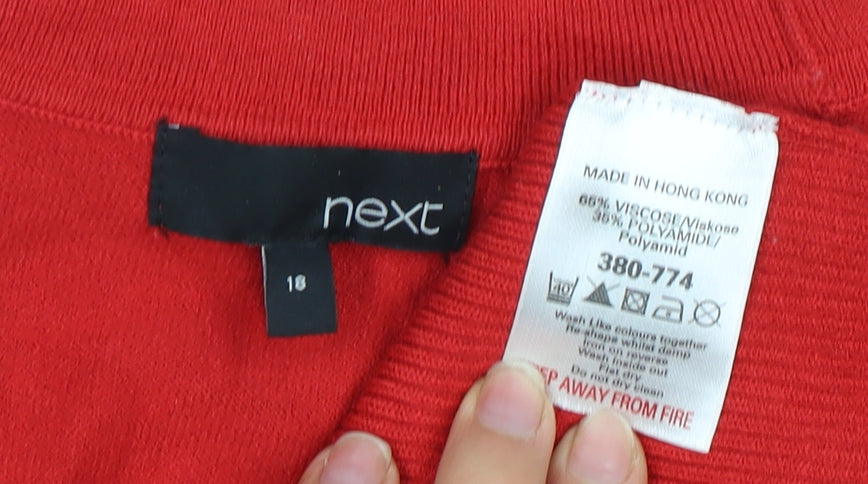 next
18
MADE IN HONG KONG
65% VISCOSE/Viskose
35% POLYAMIDE/
Polyamid
380-774
40
Wash Like colours together
Re-shape whilst damp
Iron on reverse
Wash inside out
Flat dry
Do not dry clean
EP AWAY FROM FIRE